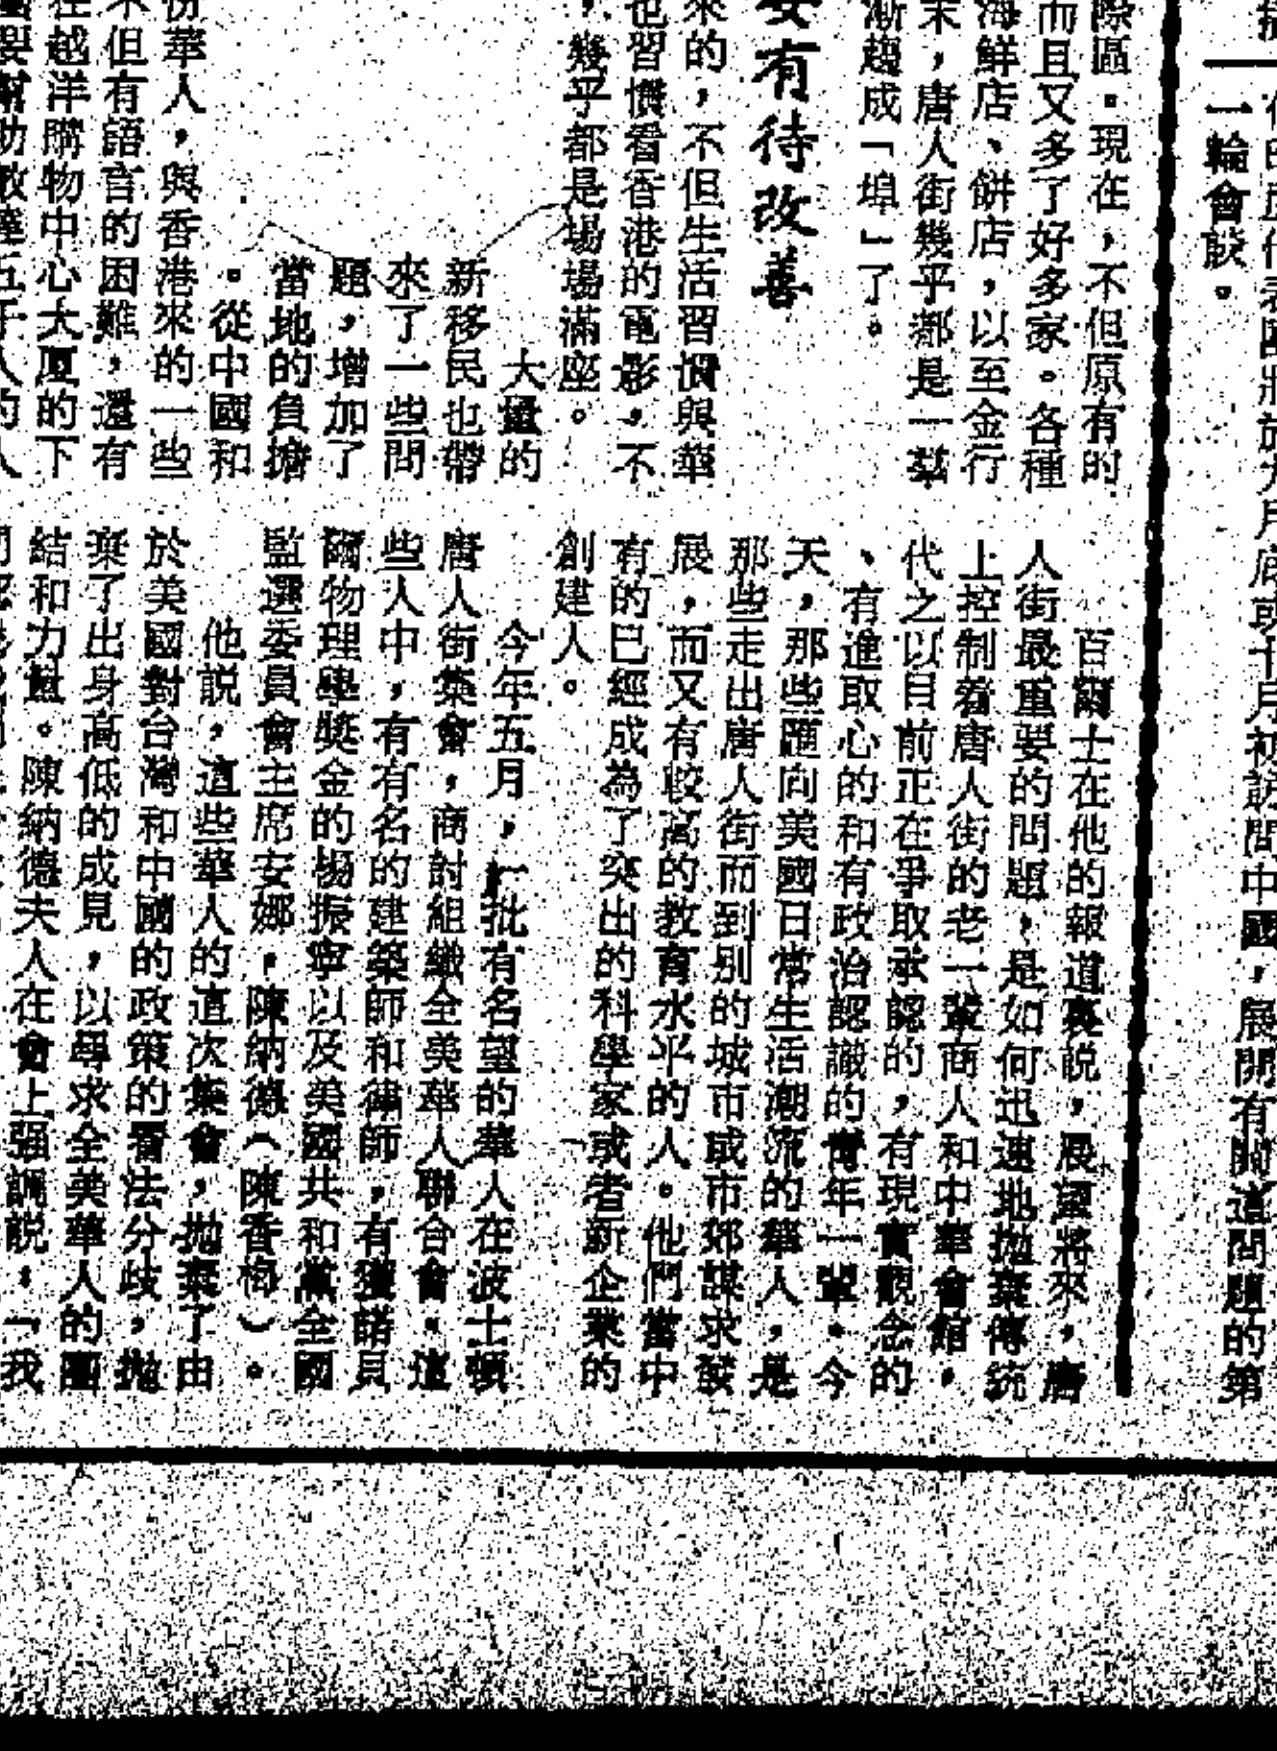 一輪會談。
國，展開有關這問題的第
際區。現在，不但原有的
而且又多了好多家。各種
海鮮店、餅店，以至金行
末，唐人街幾乎都是一羣
漸趨成「埠」了。
有待改善
來的，不但生活習慣與華
也習慣看香港的電影，不
，幾乎都是場場滿座。
大量的
新移民也帶
來了一些問
題，增加了
當地的負擔
。從中國和
份華人，與香港來的一些
不但有語言的困難，還有
在越洋購物中心大厦的下
百爾士在他的報道裏說，展望將來，唐
人街最重要的問題，是如何迅速地拋棄傳統
上控制着唐人街的老一輩商人和中華會館，
代之以目前正在爭取承認的，有現實觀念的
、有進取心的和有政治認識的青年一輩。今
天，那些匯向美國日常生活潮流的華人，是
那些走出唐人街而到別的城市或市郊謀求發
展，而又有較高的教育水平的人。他們當中
有的已經成為了突出的科學家或者新企業的
創建人。
今年五月，一批有名望的華人在波士頓
唐人街集會，商討組織全美華人聯合會。這
些人中，有有名的建築師和律師，有獲諾貝
爾物理學獎金的楊振寧以及美國共和黨全國
監選委員會主席安娜，陳納德（陳香梅）。
他說，這些華人的這次集會，拋棄了由
於美國對台灣和中國的政策的看法分歧，拋
棄了出身高低的成見，以尋求全美華人的團
結和力量。陳納德夫人在會上强調說：「我